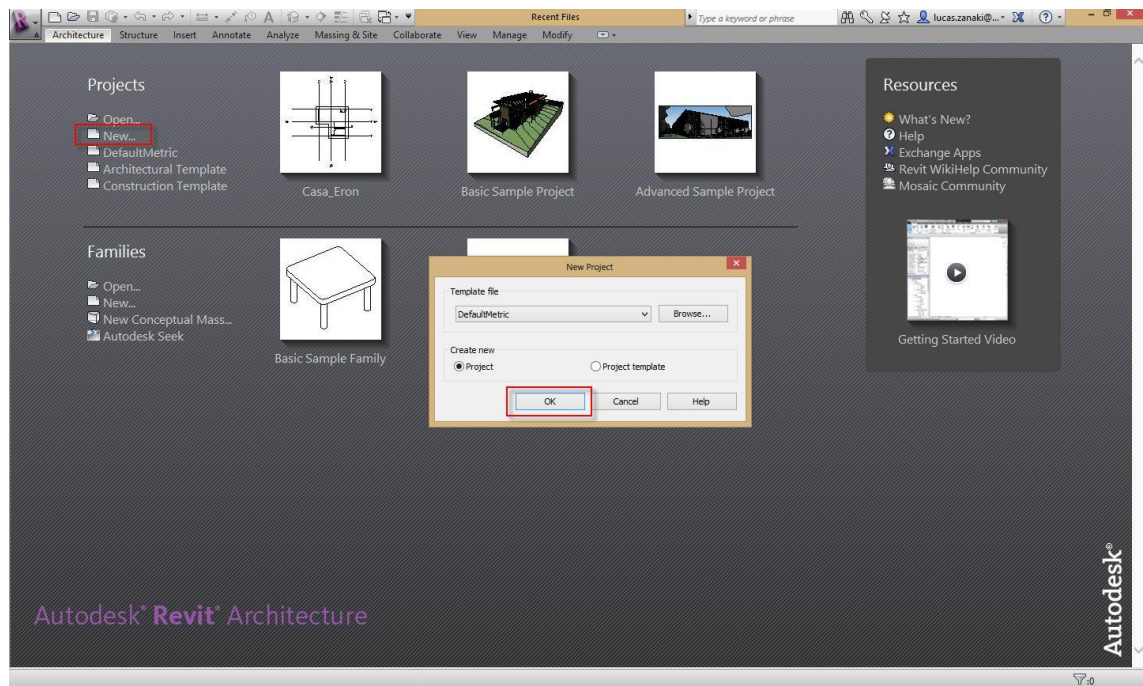 Recent Files
Type a keyword or phrase
lucas.zanaki@...
Architecture Structure Insert Annotate Analyze Massing & Site Collaborate View Manage Modify
Projects
Open...
New...
DefaultMetric
Architectural Template
Construction Template
Casa_Eron
Basic Sample Project
Advanced Sample Project
Resources
What's New?
Help
Exchange Apps
Revit WikiHelp Community
Mosaic Community
Getting Started Video
Families
Open...
New...
New Conceptual Mass...
Autodesk Seek
Basic Sample Family
New Project
Template file
DefaultMetric
Browse...
Create new
Project
Project template
OK
Cancel
Help
Autodesk® Revit® Architecture
Autodesk®
:0